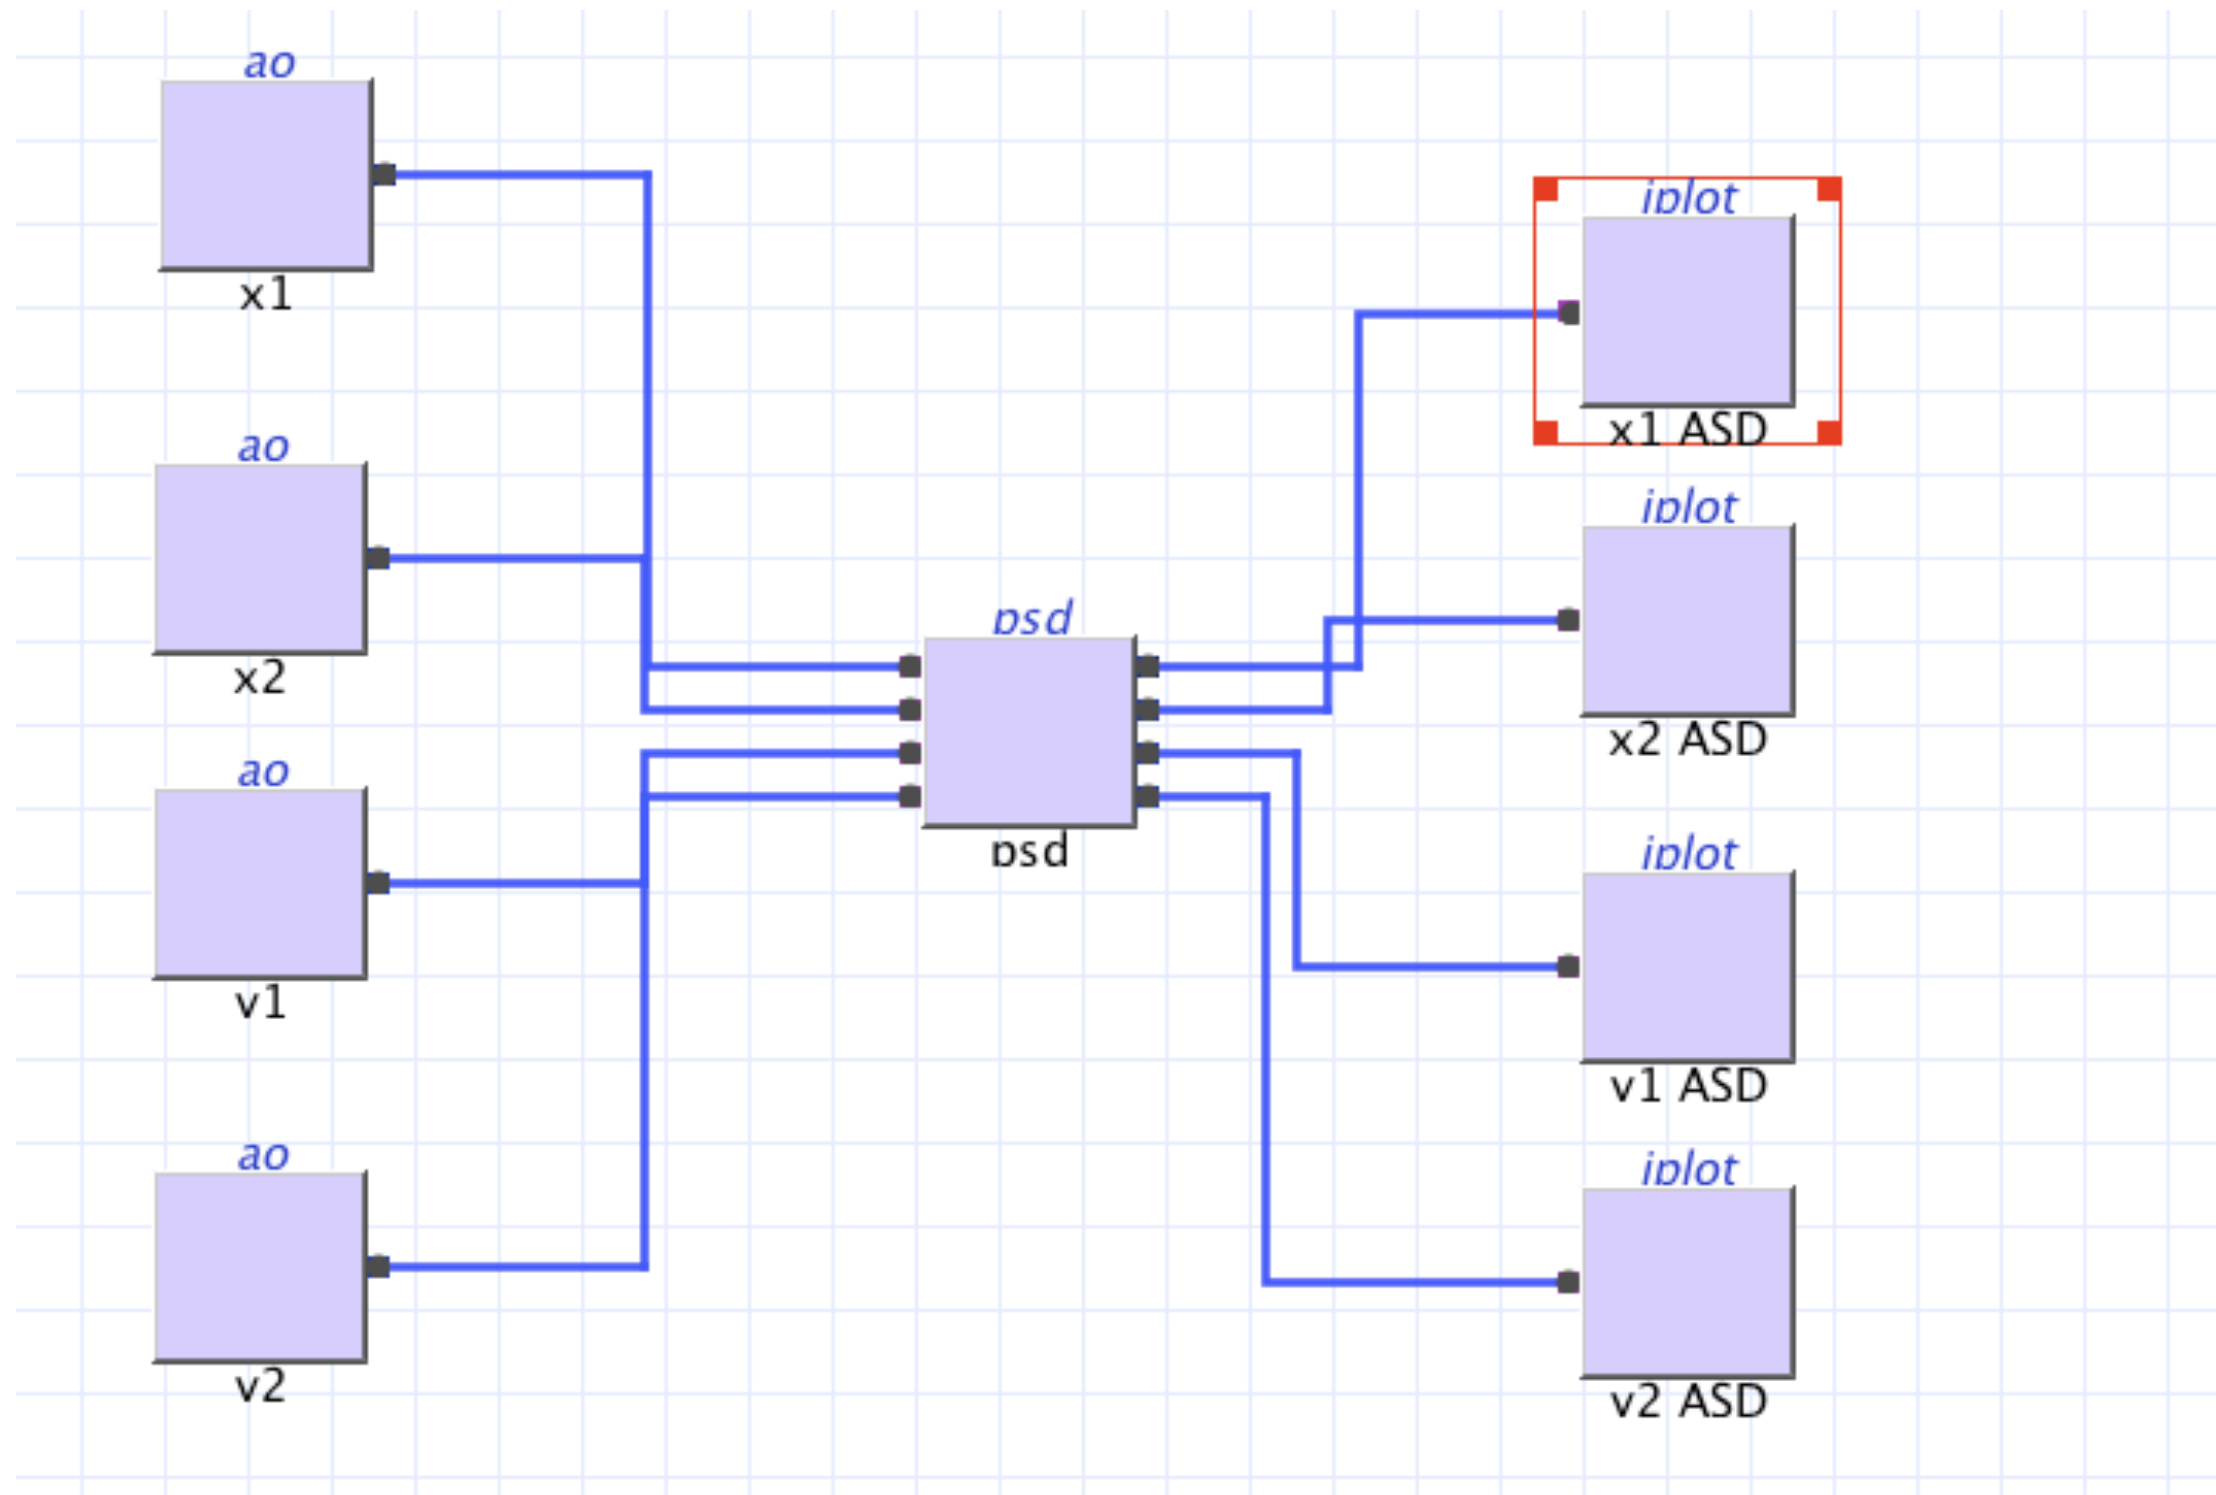 ao
x1
ao
x2
ao
v1
ao
v2
psd
psd
iplot
x1 ASD
iplot
x2 ASD
iplot
v1 ASD
iplot
v2 ASD